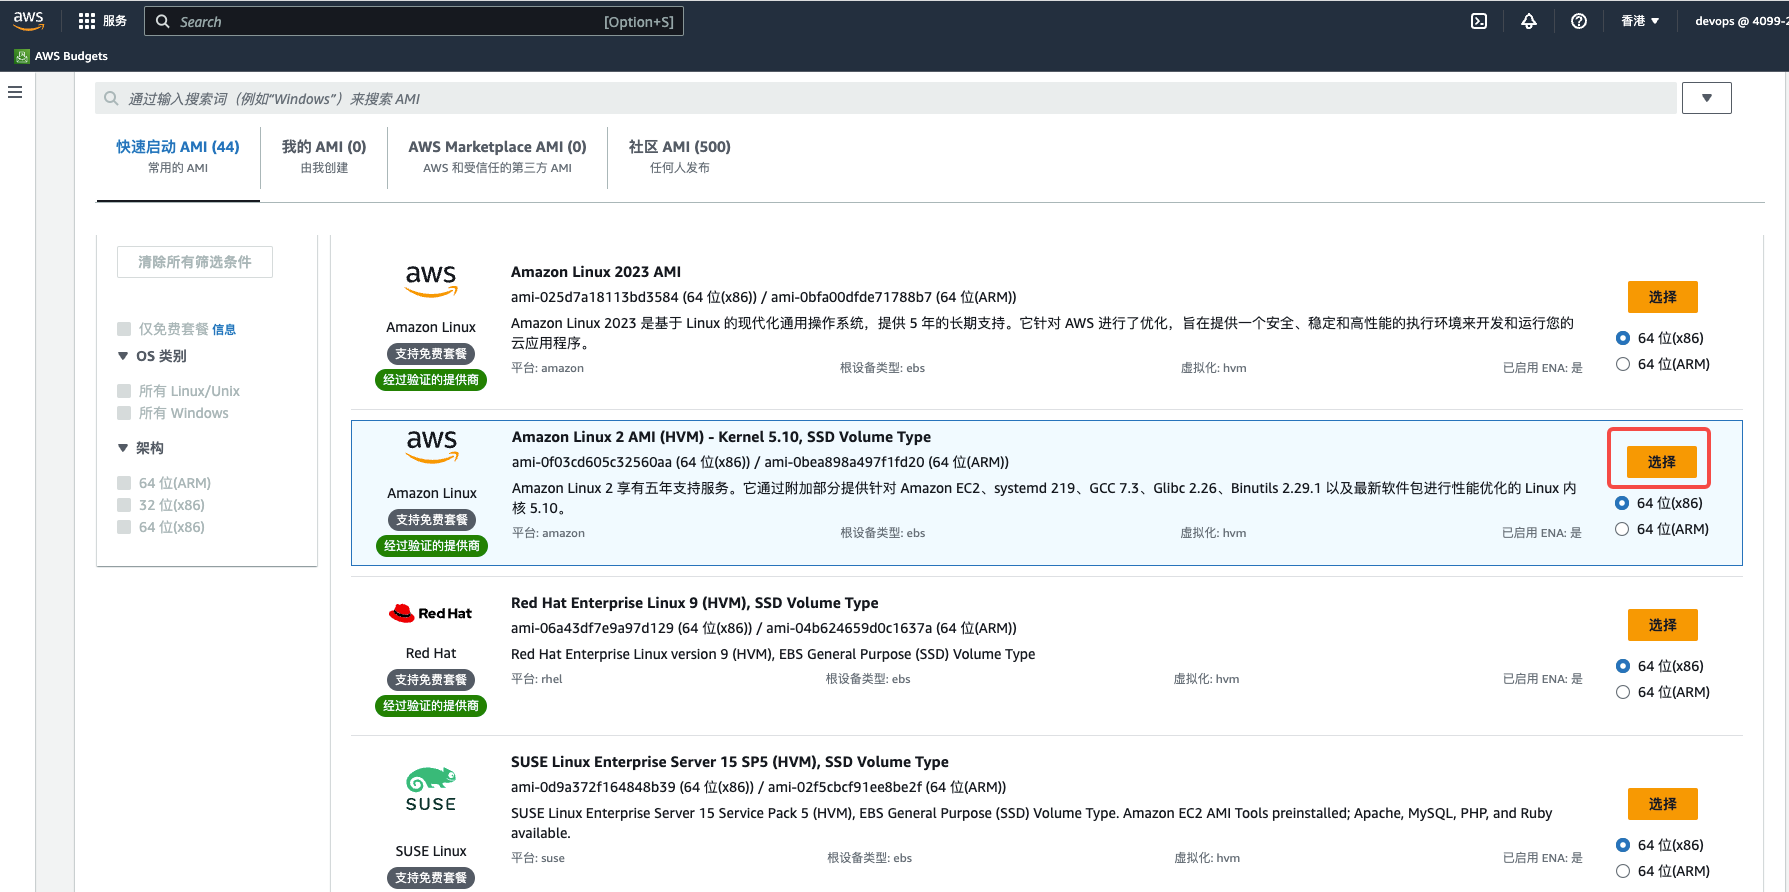 aws
服务
Search
[Option+S]
香港
devops @ 4099-2
AWS Budgets
通过输入搜索词（例如“Windows”）来搜索 AMI
快速启动 AMI (44)
常用的 AMI
我的 AMI (0)
由我创建
AWS Marketplace AMI (0)
AWS 和受信任的第三方 AMI
社区 AMI (500)
任何人发布
清除所有筛选条件
仅免费套餐 信息
OS 类别
所有 Linux/Unix
所有 Windows
架构
64 位(ARM)
32 位(x86)
64 位(x86)
aws
Amazon Linux
支持免费套餐
经过验证的提供商
Amazon Linux 2023 AMI
ami-025d7a18113bd3584 (64 位(x86)) / ami-0bfa00dfde71788b7 (64 位(ARM))
Amazon Linux 2023 是基于 Linux 的现代化通用操作系统，提供 5 年的长期支持。它针对 AWS 进行了优化，旨在提供一个安全、稳定和高性能的执行环境来开发和运行您的
云应用程序。
平台: amazon
根设备类型: ebs
虚拟化: hvm
已启用 ENA: 是
选择
64 位(x86)
64 位(ARM)
aws
Amazon Linux
支持免费套餐
经过验证的提供商
Amazon Linux 2 AMI (HVM) - Kernel 5.10, SSD Volume Type
ami-0f03cd605c32560aa (64 位(x86)) / ami-0bea898a497f1fd20 (64 位(ARM))
Amazon Linux 2 享有五年支持服务。它通过附加部分提供针对 Amazon EC2、systemd 219、GCC 7.3、Glibc 2.26、Binutils 2.29.1 以及最新软件包进行性能优化的 Linux 内
核 5.10。
平台: amazon
根设备类型: ebs
虚拟化: hvm
已启用 ENA: 是
选择
64 位(x86)
64 位(ARM)
Red Hat
Red Hat
支持免费套餐
经过验证的提供商
Red Hat Enterprise Linux 9 (HVM), SSD Volume Type
ami-06a43df7e9a97d129 (64 位(x86)) / ami-04b624659d0c1637a (64 位(ARM))
Red Hat Enterprise Linux version 9 (HVM), EBS General Purpose (SSD) Volume Type
平台: rhel
根设备类型: ebs
虚拟化: hvm
已启用 ENA: 是
选择
64 位(x86)
64 位(ARM)
SUSE
SUSE Linux
支持免费套餐
SUSE Linux Enterprise Server 15 SP5 (HVM), SSD Volume Type
ami-0d9a372f164848b39 (64 位(x86)) / ami-02f5cbcf91ee8be2f (64 位(ARM))
SUSE Linux Enterprise Server 15 Service Pack 5 (HVM), EBS General Purpose (SSD) Volume Type. Amazon EC2 AMI Tools preinstalled; Apache, MySQL, PHP, and Ruby
available.
平台: suse
根设备类型: ebs
虚拟化: hvm
已启用 ENA: 是
选择
64 位(x86)
64 位(ARM)